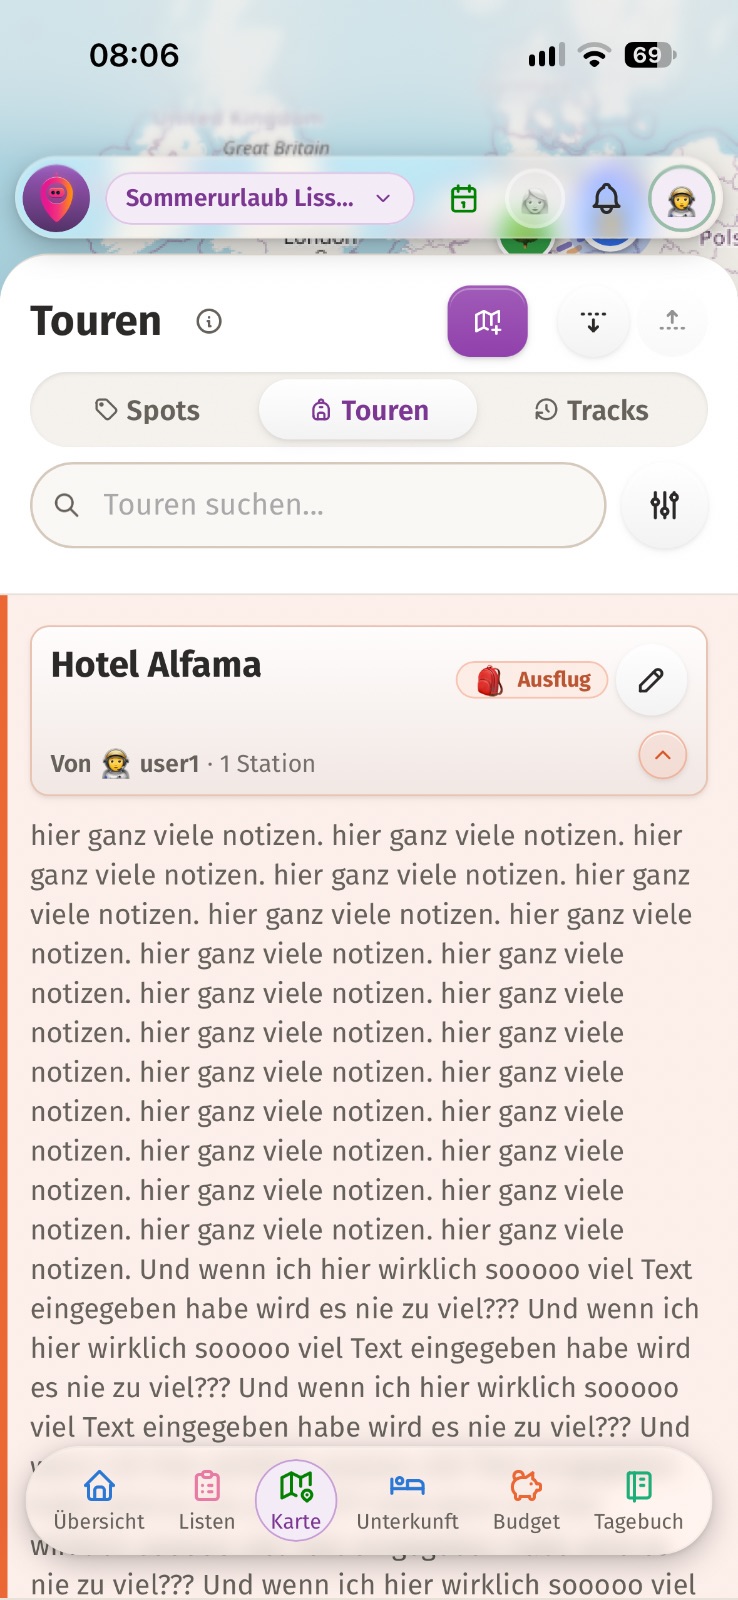 08:06
69
United Kingdom
Great Britain
Sommerurlaub Liss...
1
London
Pols
Touren
Spots
Touren
Tracks
Touren suchen...
Hotel Alfama
Ausflug
Von user1 · 1 Station
hier ganz viele notizen. hier ganz viele notizen. hier
ganz viele notizen. hier ganz viele notizen. hier ganz
viele notizen. hier ganz viele notizen. hier ganz viele
notizen. hier ganz viele notizen. hier ganz viele
notizen. hier ganz viele notizen. hier ganz viele
notizen. hier ganz viele notizen. hier ganz viele
notizen. hier ganz viele notizen. hier ganz viele
notizen. hier ganz viele notizen. hier ganz viele
notizen. hier ganz viele notizen. hier ganz viele
notizen. hier ganz viele notizen. hier ganz viele
notizen. hier ganz viele notizen. hier ganz viele
notizen. Und wenn ich hier wirklich sooooo viel Text
eingegeben habe wird es nie zu viel??? Und wenn ich
hier wirklich sooooo viel Text eingegeben habe wird
es nie zu viel??? Und wenn ich hier wirklich sooooo
viel Text eingegeben habe wird es nie zu viel??? Und
nie zu viel??? Und wenn ich hier wirklich sooooo viel
Übersicht
Listen
Karte
Unterkunft
Budget
Tagebuch